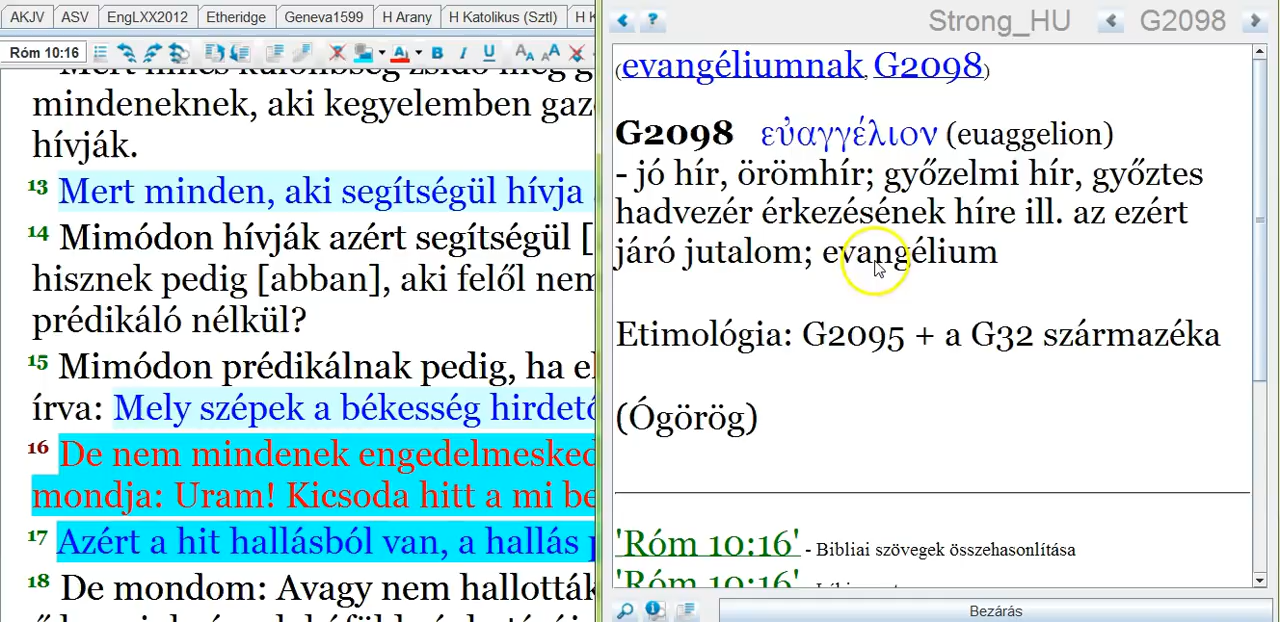 AKJV ASV EngLXX2012 Etheridge Geneva1599 H Arany H Katolikus (Sztl) H K
Róm 10:16
mindeneknek, aki kegyelemben gaz
hívják.
13 Mert minden, aki segítségül hívja
14 Mimódon hívják azért segítségül [
hisznek pedig [abban], aki felől nem
prédikáló nélkül?
15 Mimódon prédikálnak pedig, ha el
írva: Mely szépek a békesség hirdető
16 De nem mindenek engedelmesked
mondja: Uram! Kicsoda hitt a mi be
17 Azért a hit hallásból van, a hallás
18 De mondom: Avagy nem hallották
Strong_HU G2098
(evangéliumnak, G2098)
G2098 εὐαγγέλιον (euaggelion)
- jó hír, örömhír; győzelmi hír, győztes
hadvezér érkezésének híre ill. az ezért
járó jutalom; evangélium
Etimológia: G2095 + a G32 származéka
(Ógörög)
'Róm 10:16' - Bibliai szövegek összehasonlítása
'Róm 10:16'
Bezárás